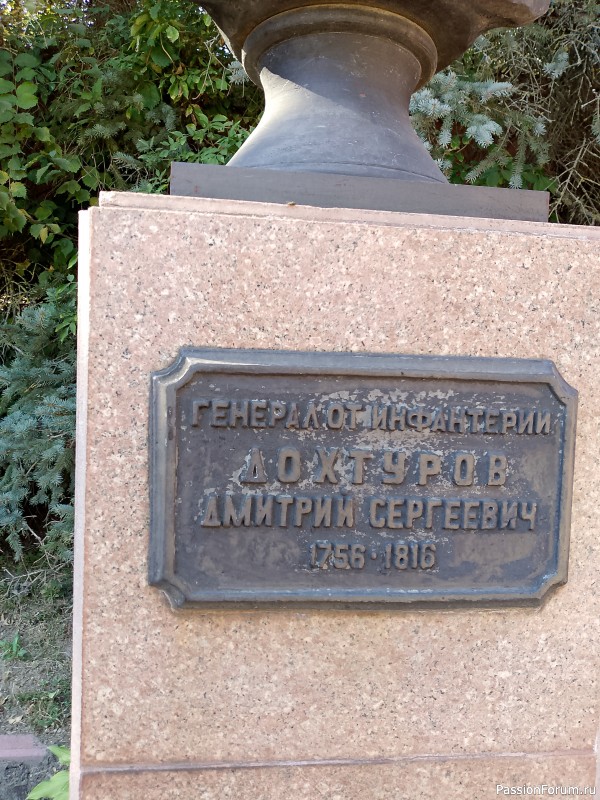 ГЕНЕРАЛ ОТ ИНФАНТЕРИИ
ДОХТУРОВ
ДМИТРИЙ СЕРГЕЕВИЧ
1756 · 1816
PassionForum.ru